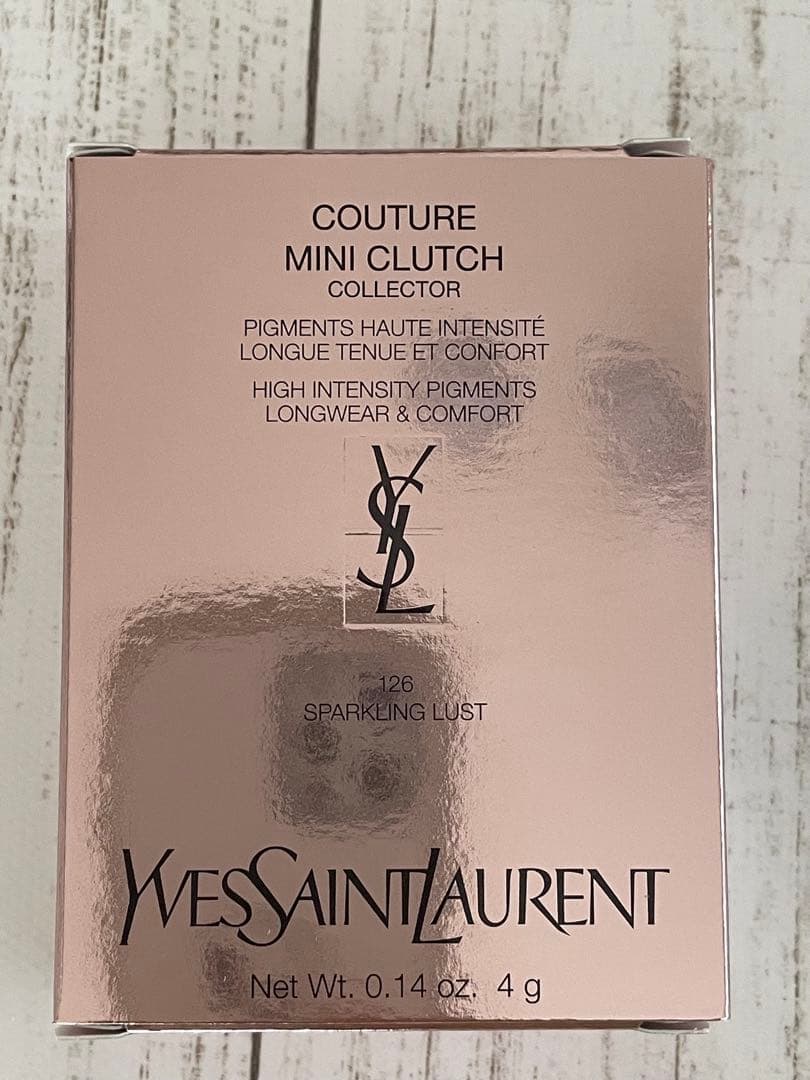 COUTURE
MINI CLUTCH
COLLECTOR
PIGMENTS HAUTE INTENSITÉ
LONGUE TENUE ET CONFORT
HIGH INTENSITY PIGMENTS
LONGWEAR & COMFORT
YSL
126
SPARKLING LUST
YVESSAINTLAURENT
Net Wt. 0.14 oz. 4 g